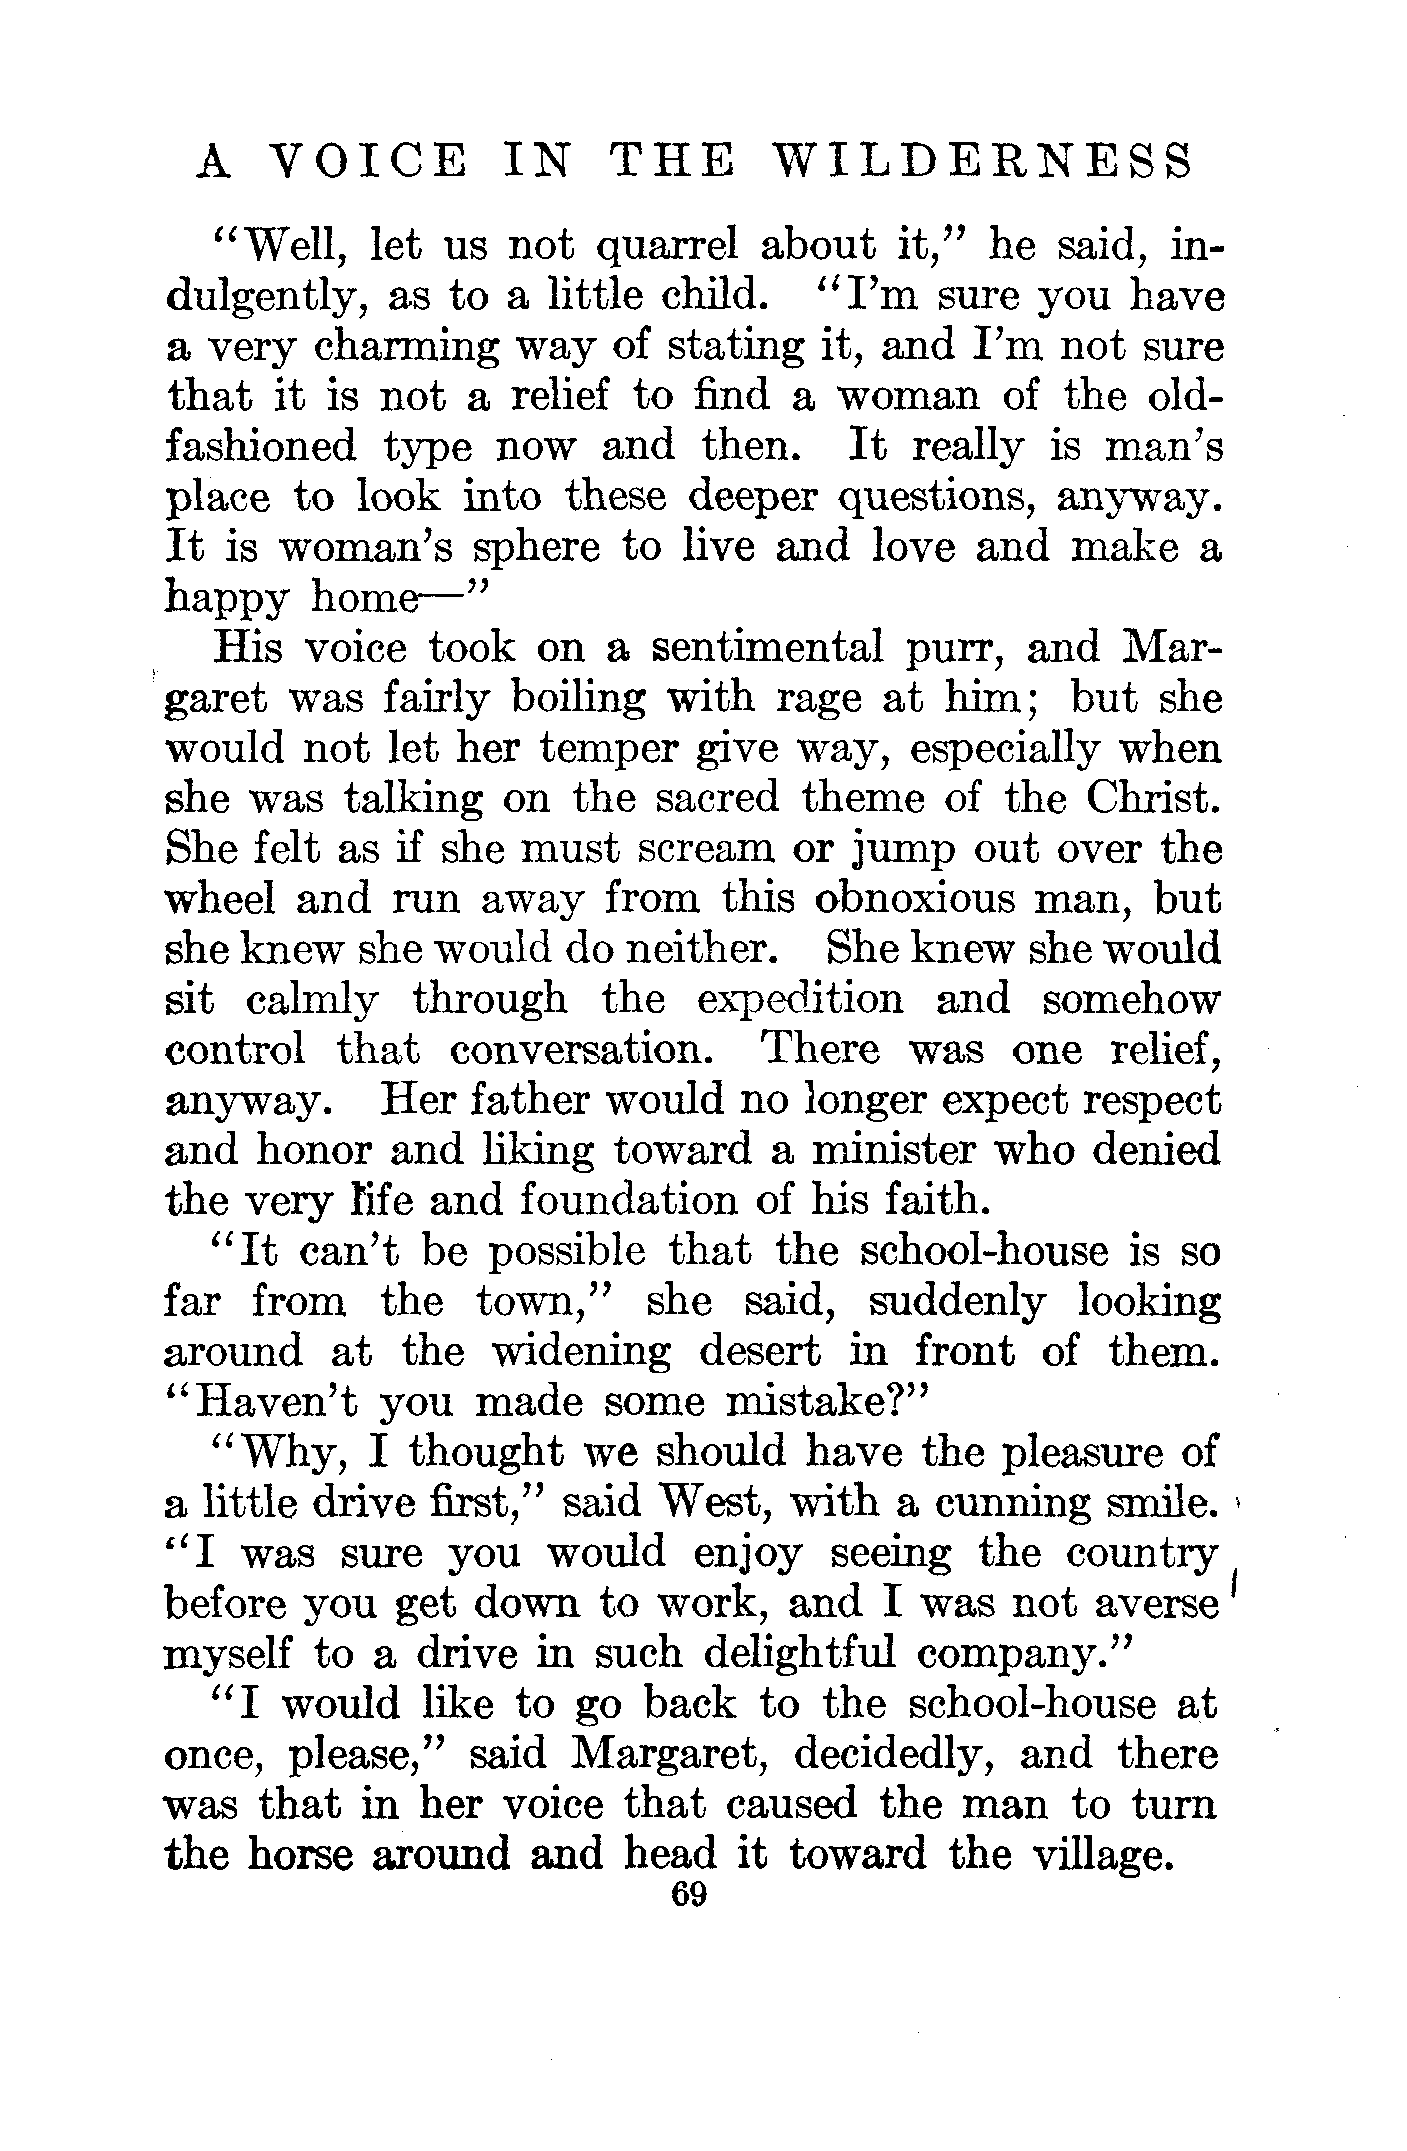 A VOICE IN THE WILDERNESS
"Well, let us not quarrel about it," he said, in-
dulgently, as to a little child. "I'm sure you have
a very charming way of stating it, and I'm not sure
that it is not a relief to find a woman of the old-
fashioned type now and then. It really is man's
place to look into these deeper questions, anyway.
It is woman's sphere to live and love and make a
happy home—"
His voice took on a sentimental purr, and Mar-
garet was fairly boiling with rage at him; but she
would not let her temper give way, especially when
she was talking on the sacred theme of the Christ.
She felt as if she must scream or jump out over the
wheel and run away from this obnoxious man, but
she knew she would do neither. She knew she would
sit calmly through the expedition and somehow
control that conversation. There was one relief,
anyway. Her father would no longer expect respect
and honor and liking toward a minister who denied
the very life and foundation of his faith.
"It can't be possible that the school-house is so
far from the town," she said, suddenly looking
around at the widening desert in front of them.
"Haven't you made some mistake?"
"Why, I thought we should have the pleasure of
a little drive first," said West, with a cunning smile.
"I was sure you would enjoy seeing the country
before you get down to work, and I was not averse
myself to a drive in such delightful company."
"I would like to go back to the school-house at
once, please," said Margaret, decidedly, and there
was that in her voice that caused the man to turn
the horse around and head it toward the village.
69